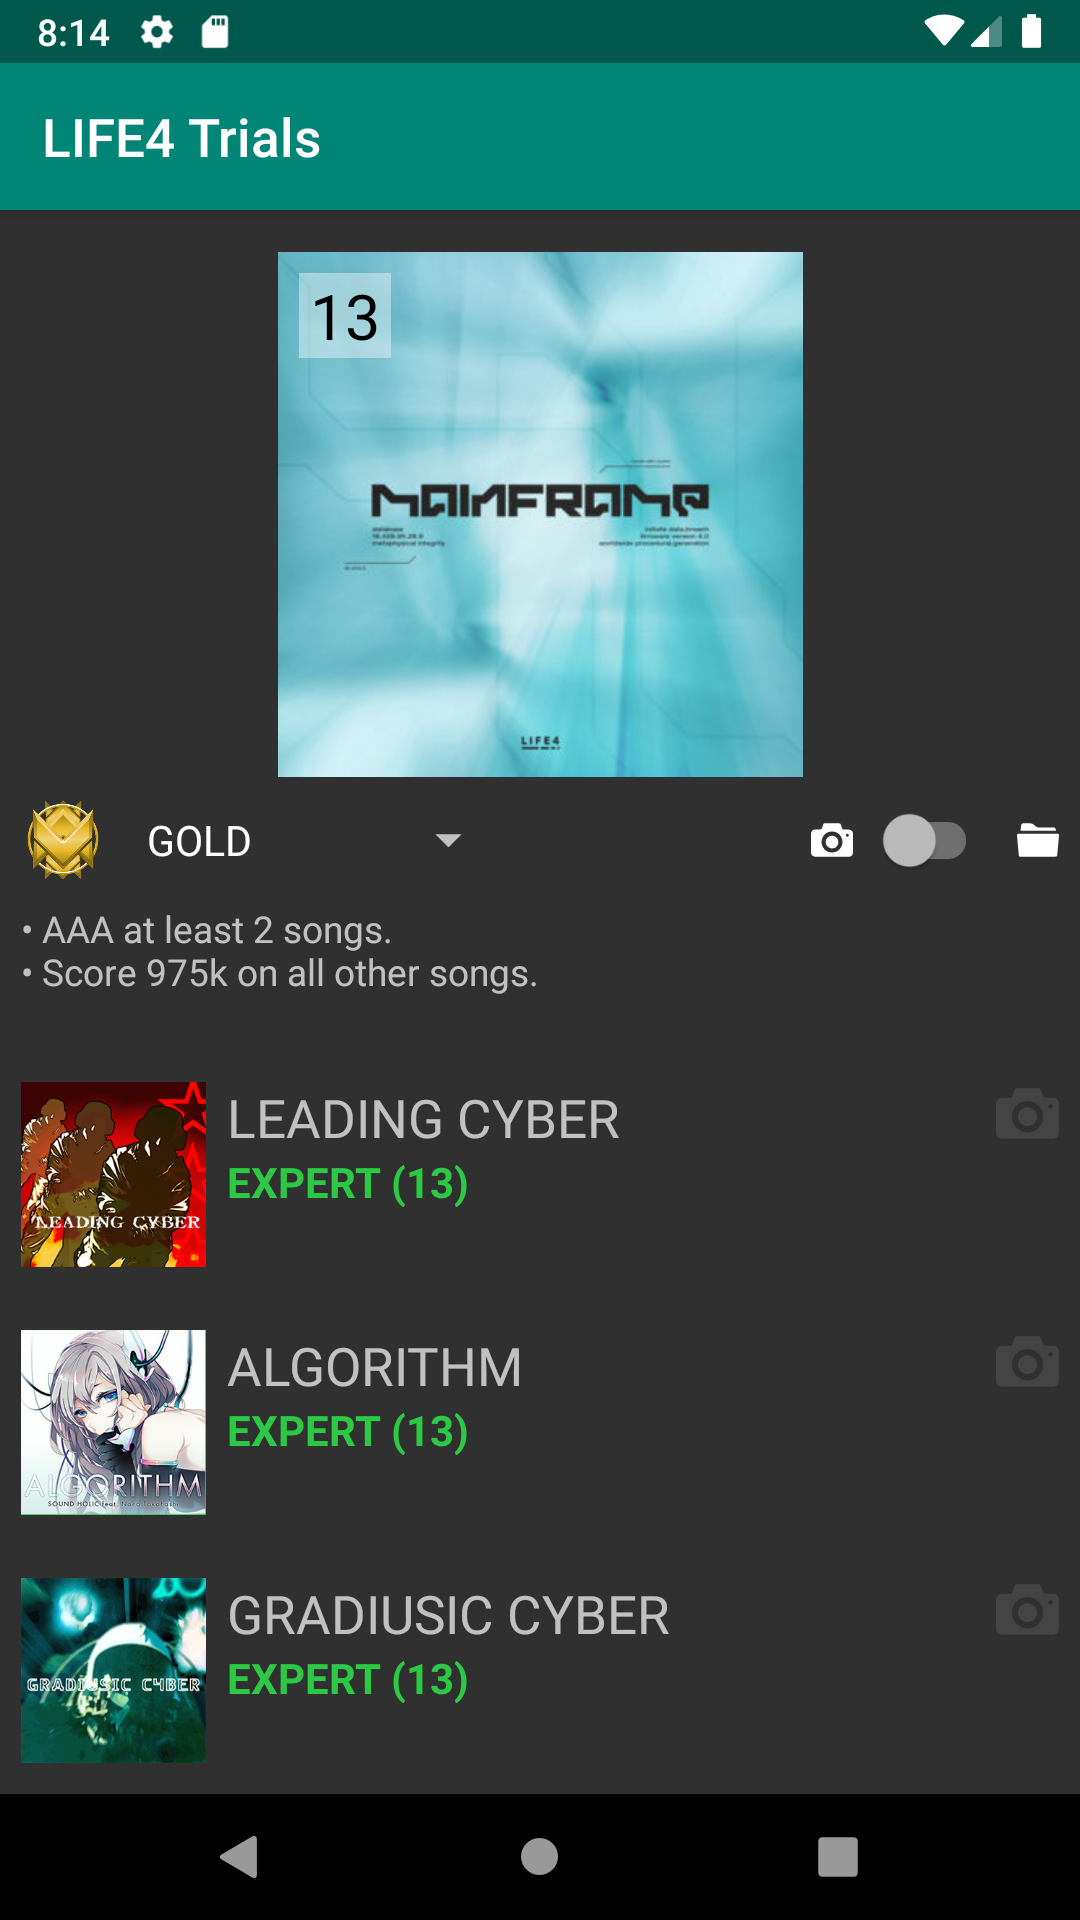 8:14
LIFE4 Trials
13
MAINFRAME
LIFE4
GOLD
• AAA at least 2 songs.
• Score 975k on all other songs.
LEADING CYBER
LEADING CYBER
EXPERT (13)
ALGORITHM
ALGORITHM
SOUND HOLIC feat. Nana Takahashi
EXPERT (13)
GRADIUSIC CYBER
GRADIUSIC CYBER
EXPERT (13)